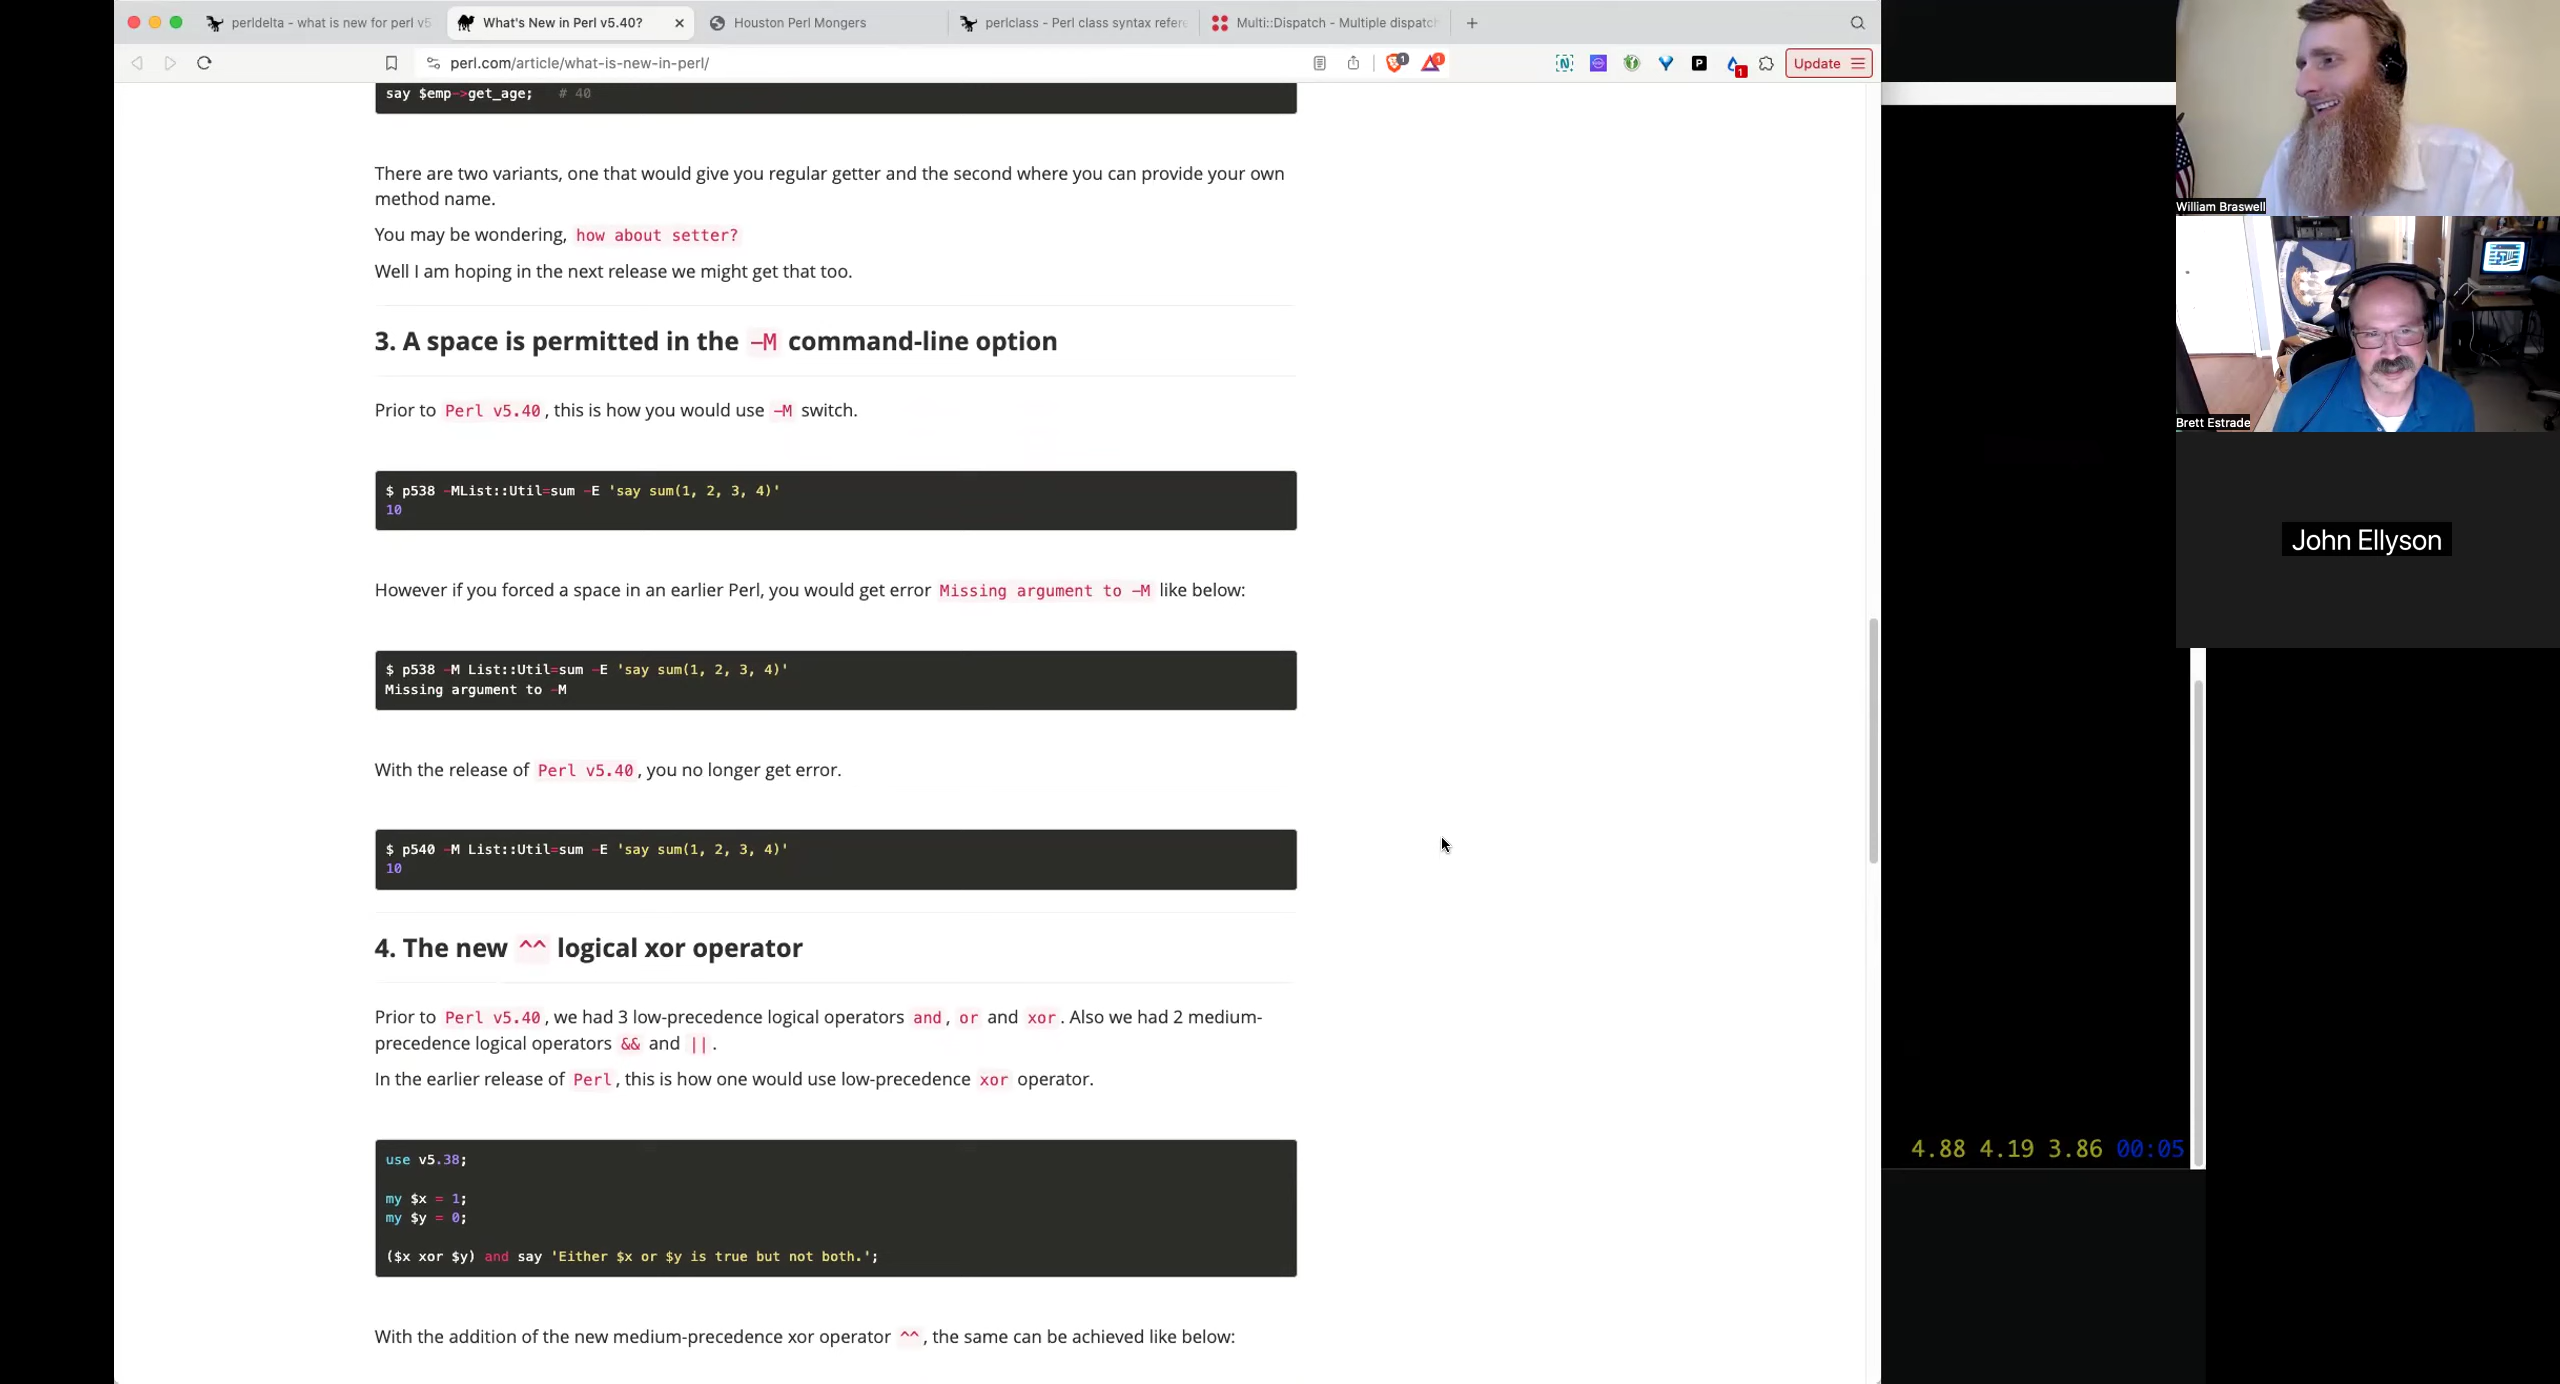 perldelta - what is new for perl v5
What's New in Perl v5.40?
Houston Perl Mongers
perlclass - Perl class syntax refere
Multi::Dispatch - Multiple dispatch
perl.com/article/what-is-new-in-perl/
1
1
1
Update
say $emp->get_age;   # 40
There are two variants, one that would give you regular getter and the second where you can provide your own
method name.
You may be wondering, how about setter?
Well I am hoping in the next release we might get that too.
3. A space is permitted in the -M command-line option
Prior to Perl v5.40, this is how you would use -M switch.
$ p538 -MList::Util=sum -E 'say sum(1, 2, 3, 4)'
10
However if you forced a space in an earlier Perl, you would get error Missing argument to -M like below:
$ p538 -M List::Util=sum -E 'say sum(1, 2, 3, 4)'
Missing argument to -M
With the release of Perl v5.40, you no longer get error.
$ p540 -M List::Util=sum -E 'say sum(1, 2, 3, 4)'
10
4. The new ^^ logical xor operator
Prior to Perl v5.40, we had 3 low-precedence logical operators and, or and xor. Also we had 2 medium-
precedence logical operators && and ||.
In the earlier release of Perl, this is how one would use low-precedence xor operator.
use v5.38;
my $x = 1;
my $y = 0;
($x xor $y) and say 'Either $x or $y is true but not both.';
With the addition of the new medium-precedence xor operator ^^, the same can be achieved like below:
William Braswell
Brett Estrade
John Ellyson
4.88 4.19 3.86 00:05